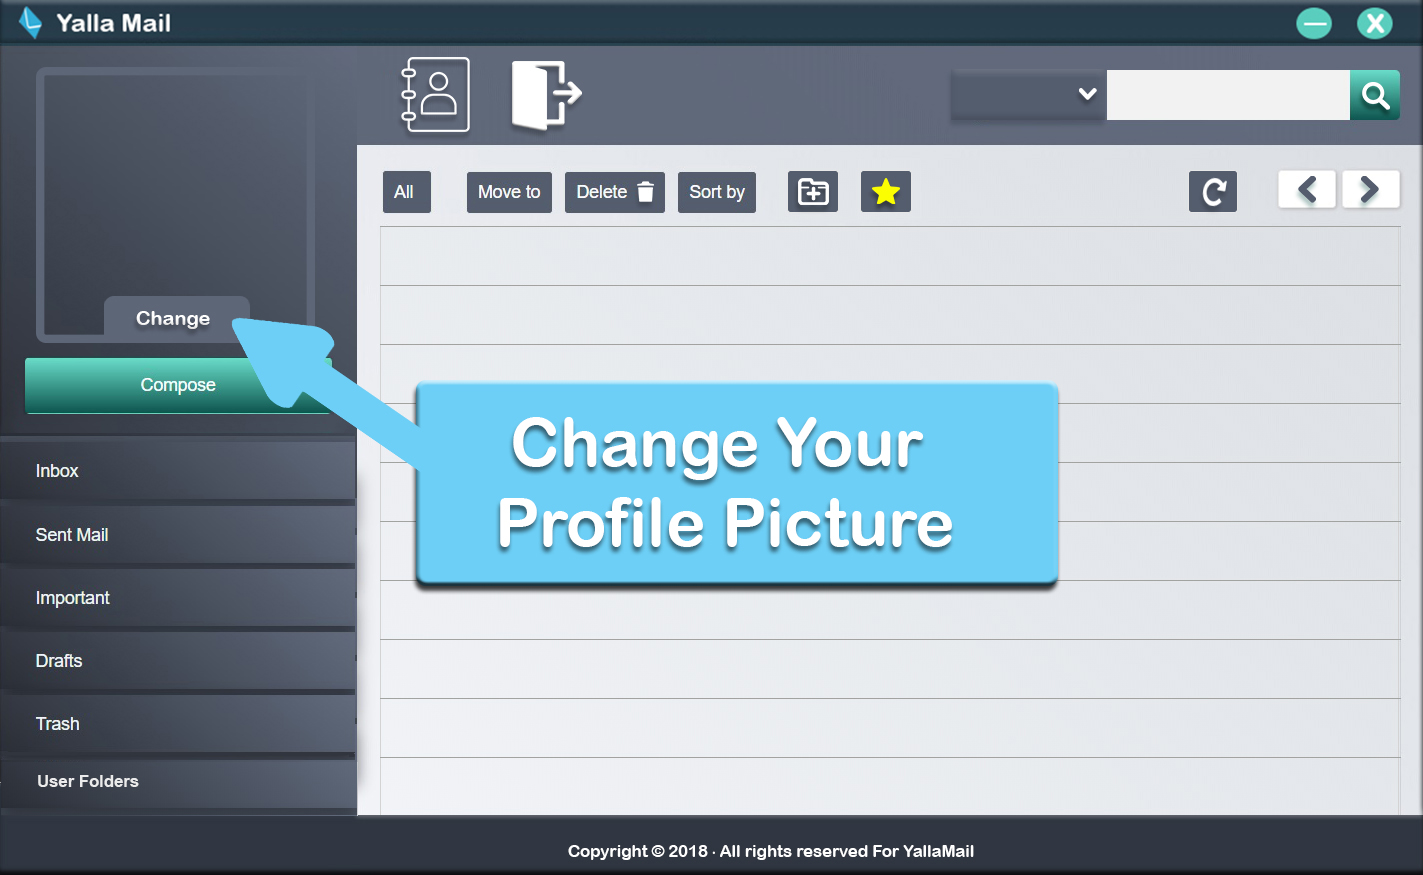 Yalla Mail
All
Move to
Delete
Sort by
Change
Compose
Change Your
Profile Picture
Inbox
Sent Mail
Important
Drafts
Trash
User Folders
Copyright © 2018 · All rights reserved For YallaMail